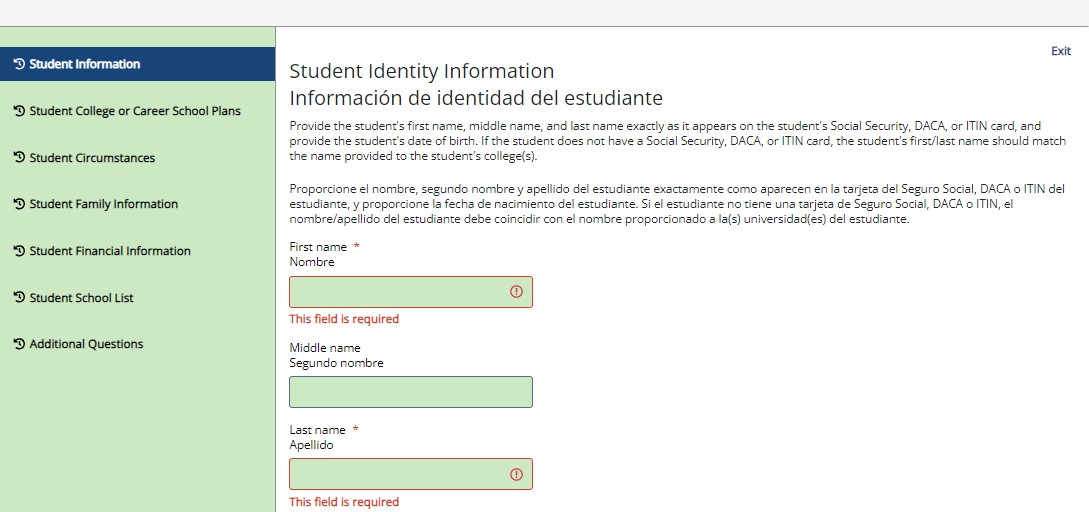 Exit
Student Information
Student College or Career School Plans
Student Circumstances
Student Family Information
Student Financial Information
Student School List
Additional Questions
Student Identity Information
Información de identidad del estudiante
Provide the student's first name, middle name, and last name exactly as it appears on the student's Social Security, DACA, or ITIN card, and
provide the student's date of birth. If the student does not have a Social Security, DACA, or ITIN card, the student's first/last name should match
the name provided to the student's college(s).
Proporcione el nombre, segundo nombre y apellido del estudiante exactamente como aparecen en la tarjeta del Seguro Social, DACA o ITIN del
estudiante, y proporcione la fecha de nacimiento del estudiante. Si el estudiante no tiene una tarjeta de Seguro Social, DACA o ITIN, el
nombre/apellido del estudiante debe coincidir con el nombre proporcionado a la(s) universidad(es) del estudiante.
First name *
Nombre
This field is required
Middle name
Segundo nombre
Last name *
Apellido
This field is required